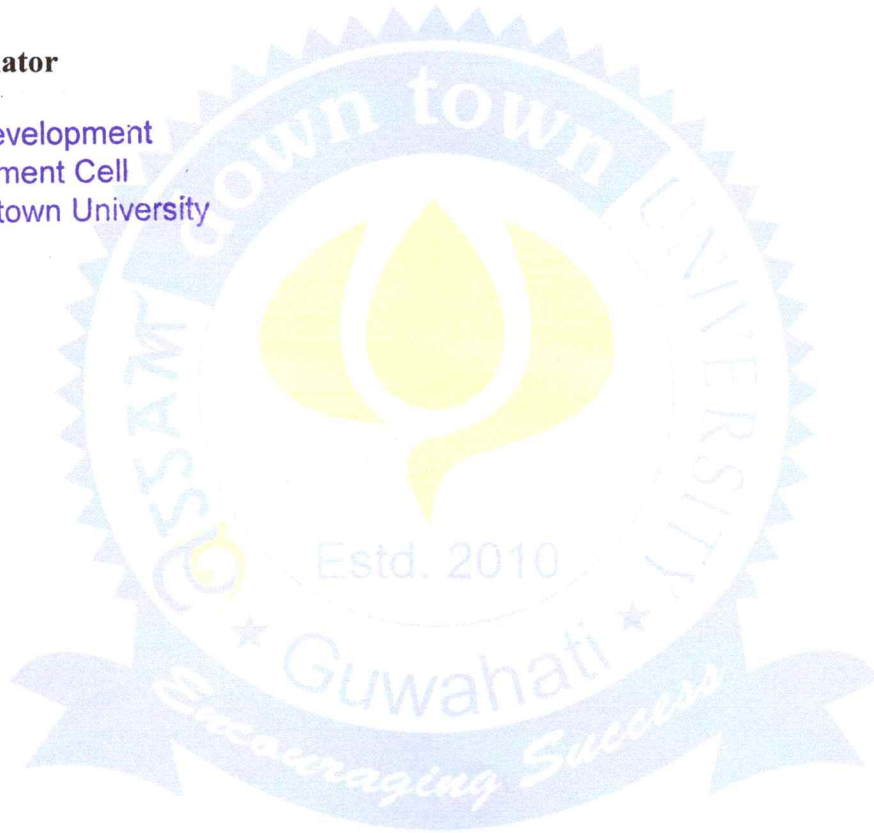 ator
evelopment
ment Cell
town University
down town
ASSAM
UNIVERSITY
Estd. 2010
★ Guwahati ★
Encouraging Success